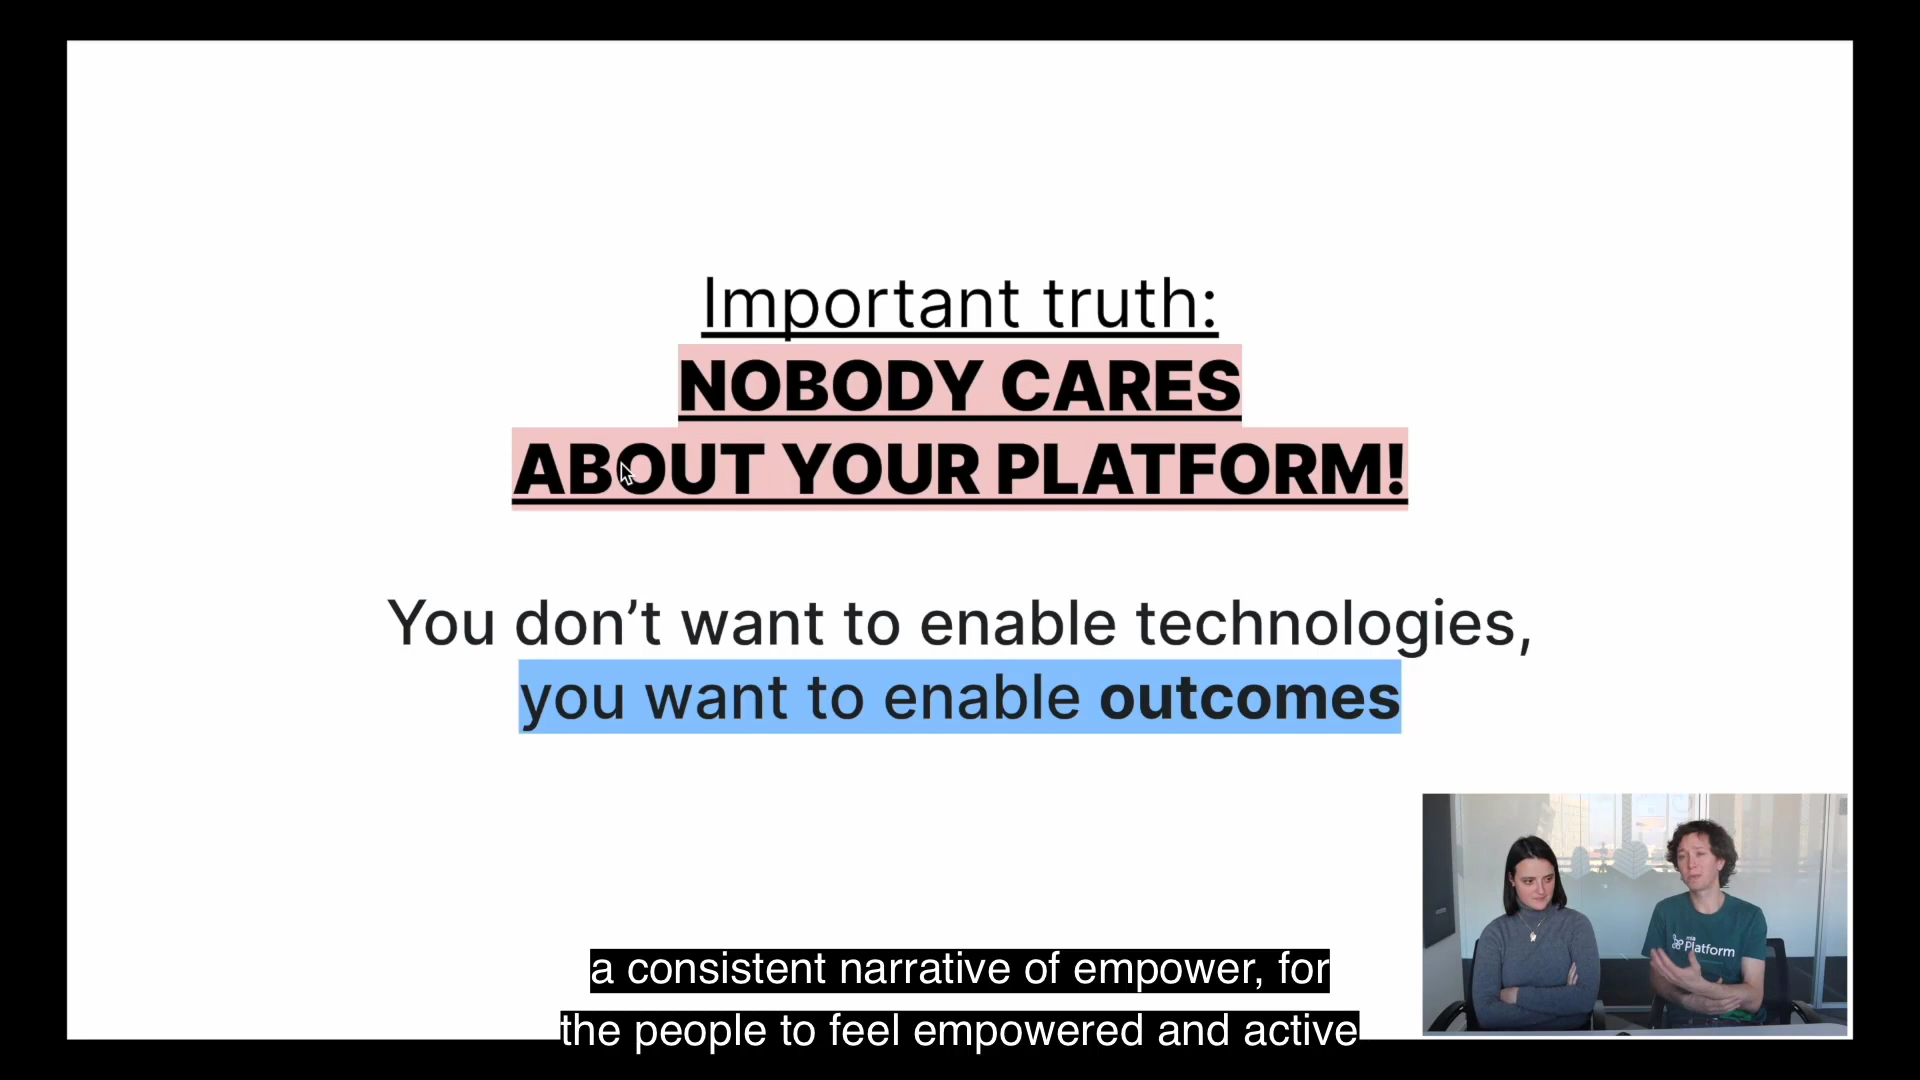 Important truth:
NOBODY CARES
ABOUT YOUR PLATFORM!
You don’t want to enable technologies,
you want to enable outcomes
mia
Platform
a consistent narrative of empower, for
the people to feel empowered and active